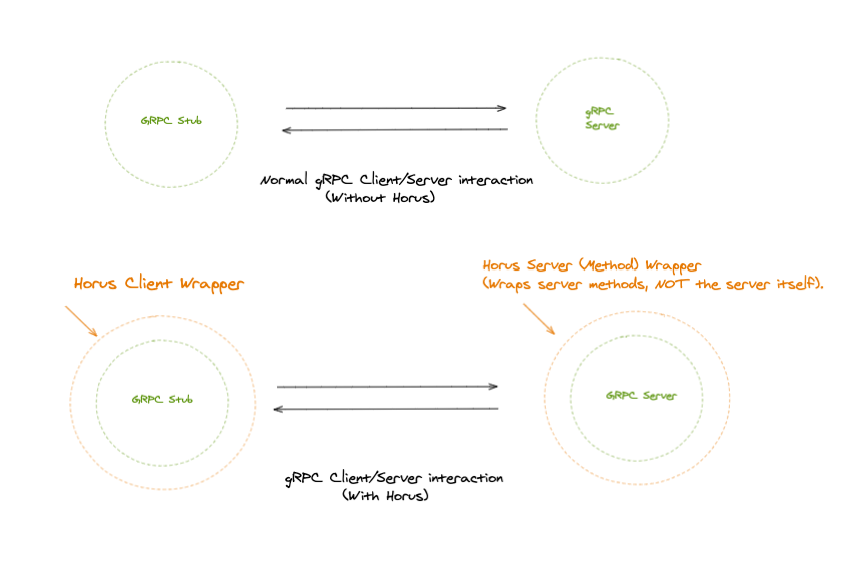 GRPC Stub
gRPC
Server
Normal gRPC Client/Server interaction
(Without Horus)
Horus Client Wrapper
Horus Server (Method) Wrapper
(Wraps server methods, NOT the server itself).
GRPC Stub
GRPC Server
gRPC Client/Server interaction
(With Horus)